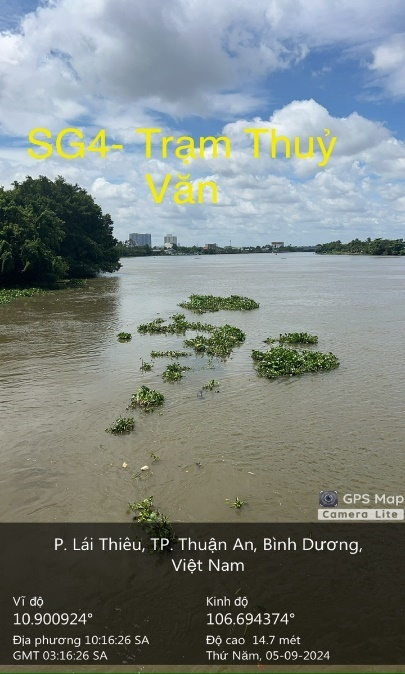 SG4- Trạm Thuỷ
Văn
GPS Map
Camera Lite
P. Lái Thiêu, TP. Thuận An, Bình Dương,
Việt Nam
Vĩ độ
10.900924°
Kinh độ
106.694374°
Địa phương 10:16:26 SA
GMT 03:16:26 SA
Độ cao 14.7 mét
Thứ Năm, 05-09-2024